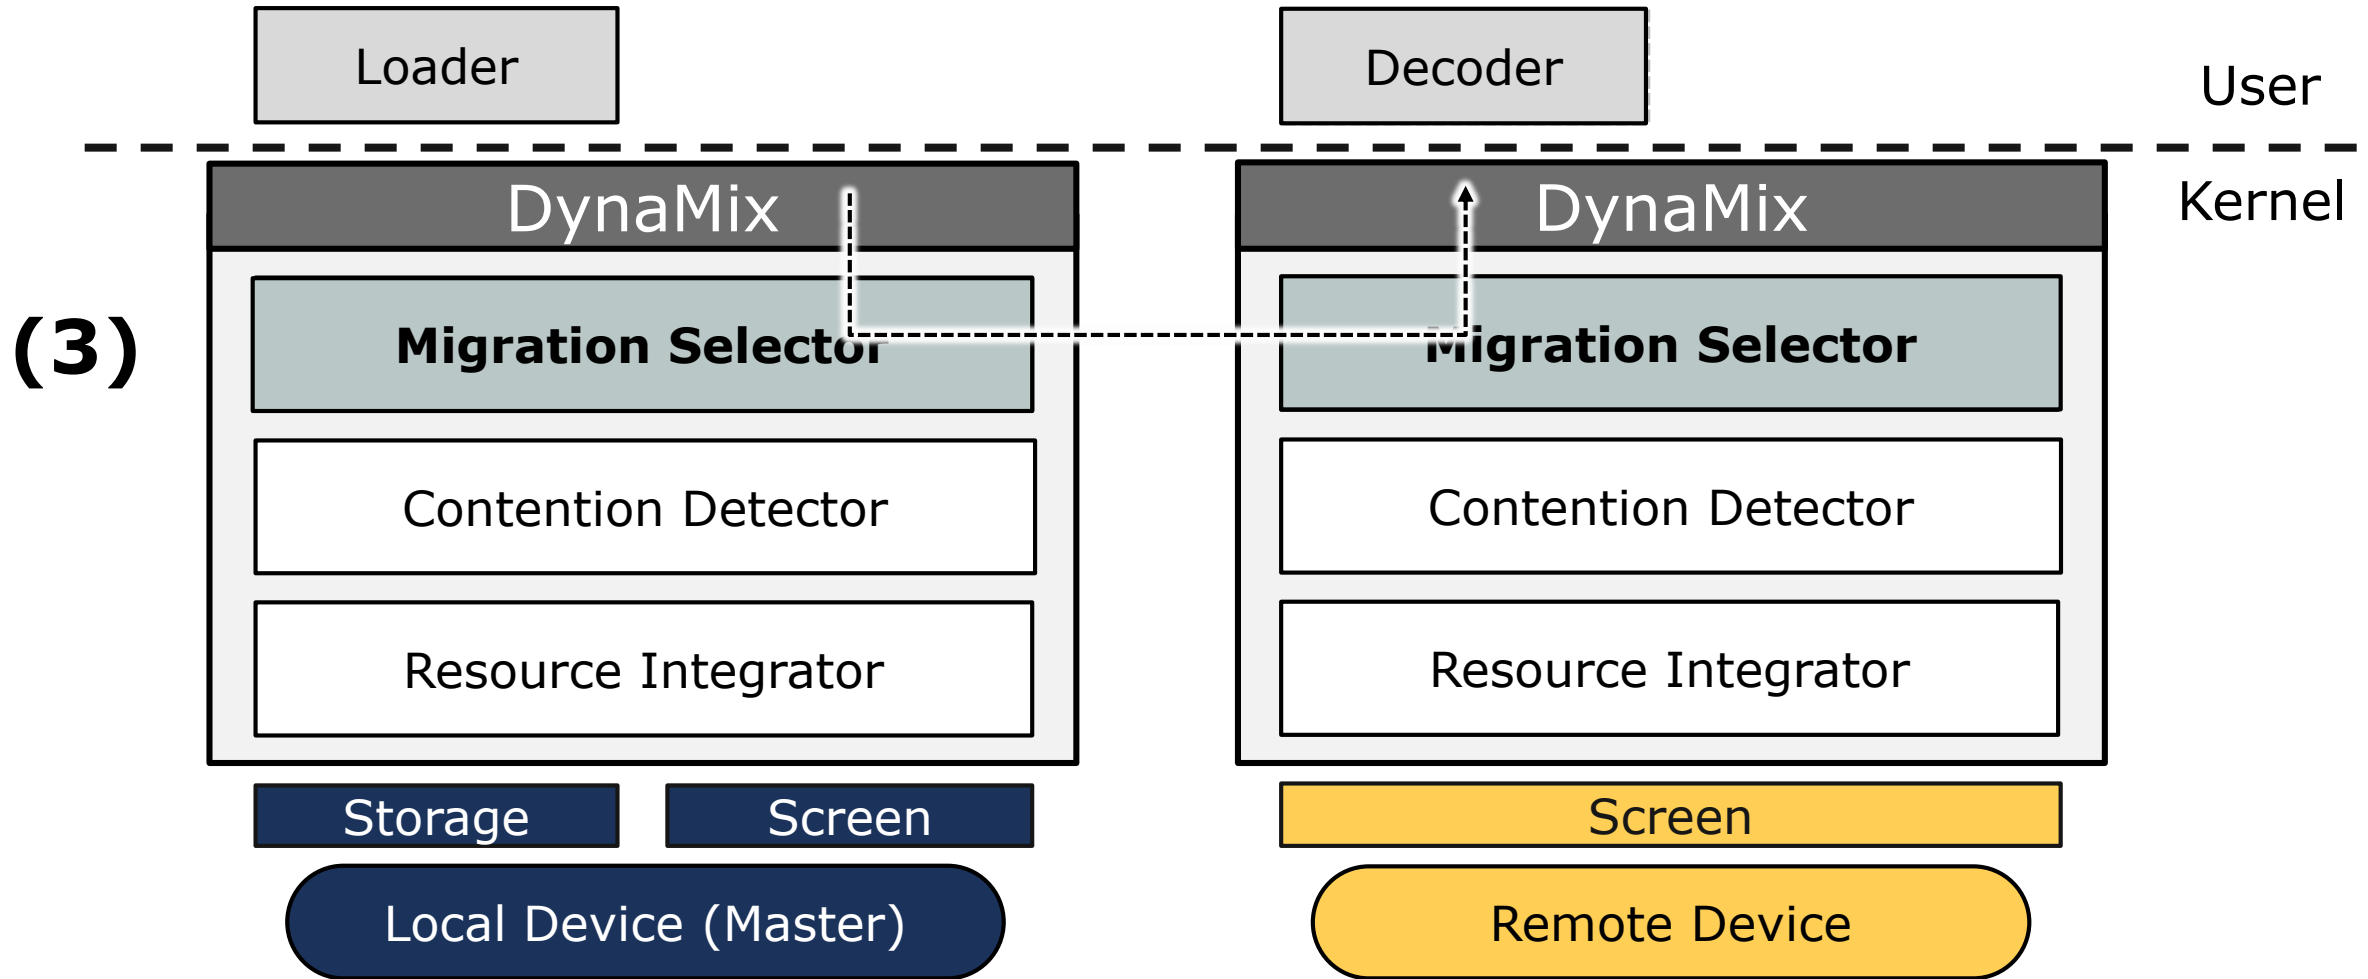 Loader
Decoder
User
DynaMix
DynaMix
Kernel
(3)
Migration Selector
Migration Selector
Contention Detector
Contention Detector
Resource Integrator
Resource Integrator
Storage
Screen
Screen
Local Device (Master)
Remote Device